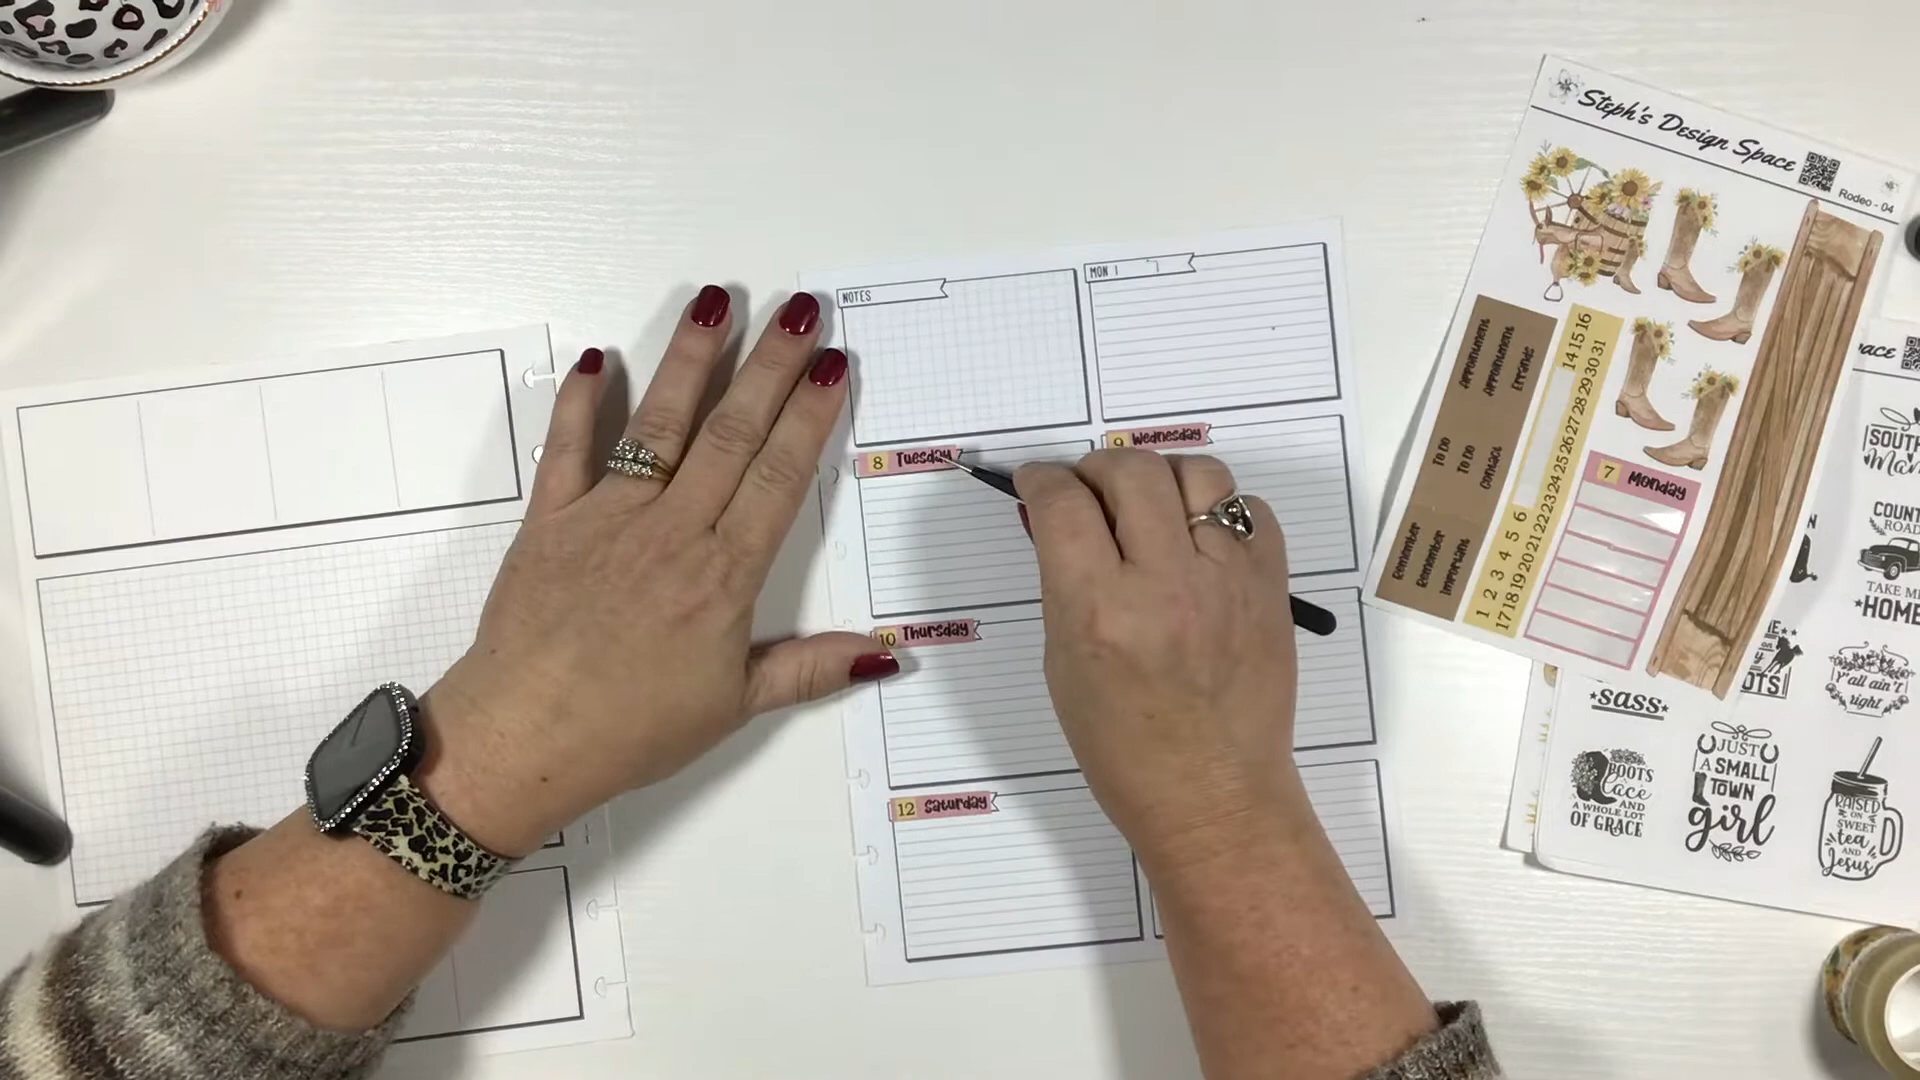 NOTES
MON |
8 Tuesday
9 Wednesday
10 Thursday
12 Saturday
Steph's Design Space
Rodeo - 04
Appointment
Appointment
Errands
To Do
To Do
Contact
Remember
Remember
Important
1 2 3 4 5 6 14 15 16
17 18 19 20 21 22 23 24 25 26 27 28 29 30 31
7 Monday
ace
SOUTH
COUNT
ROAD
TAKE ME
HOME
on
y'all ain't
right
sass
BOOTS
lace
AND
A WHOLE LOT
OF GRACE
JUST
A SMALL
TOWN
girl
RAISED
ON
SWEET
tea
AND
Jesus